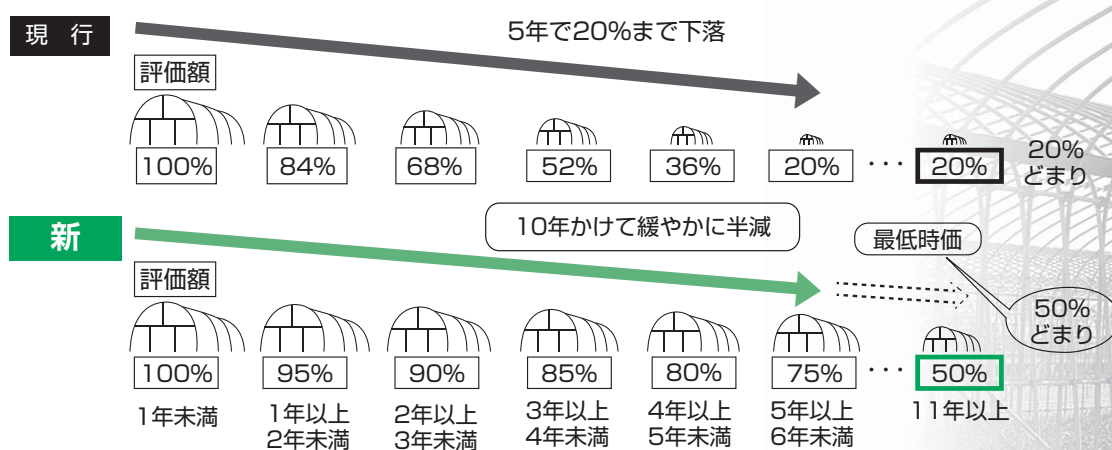 現 行
5年で20%まで下落
評価額
100%
84%
68%
52%
36%
20%
・・・
20%
20%
どまり
新
10年かけて緩やかに半減
最低時価
評価額
50%
どまり
100%
95%
90%
85%
80%
75%
・・・
50%
1年未満
1年以上
2年未満
2年以上
3年未満
3年以上
4年未満
4年以上
5年未満
5年以上
6年未満
11年以上